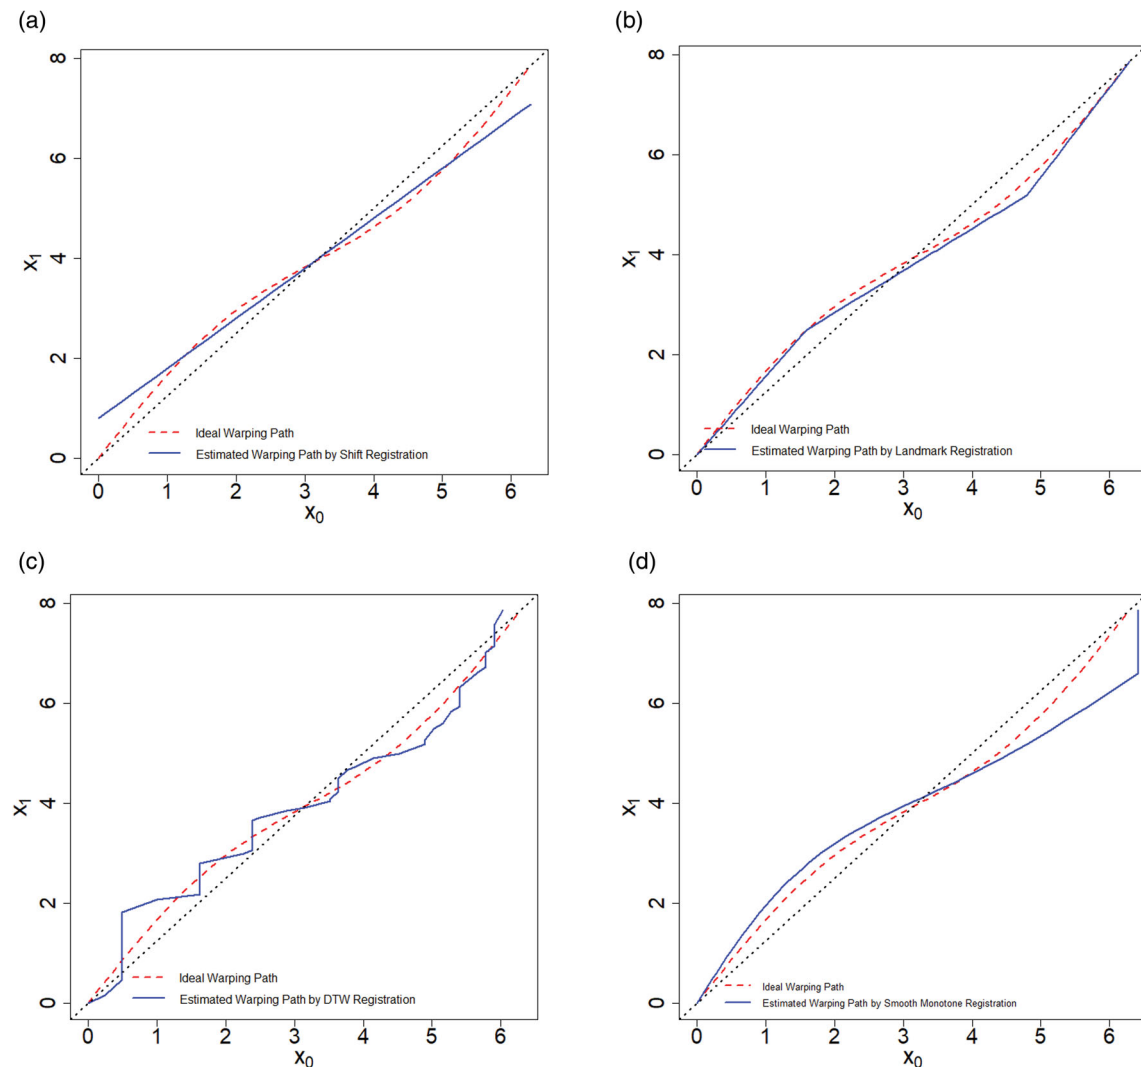 (a)
8
6
4
2
0
x1
Ideal Warping Path
Estimated Warping Path by Shift Registration
0 1 2 3 4 5 6
x0
(b)
8
6
4
2
0
x1
Ideal Warping Path
Estimated Warping Path by Landmark Registration
0 1 2 3 4 5 6
x0
(c)
8
6
4
2
0
x1
Ideal Warping Path
Estimated Warping Path by DTW Registration
0 1 2 3 4 5 6
x0
(d)
8
6
4
2
0
x1
Ideal Warping Path
Estimated Warping Path by Smooth Monotone Registration
0 1 2 3 4 5 6
x0